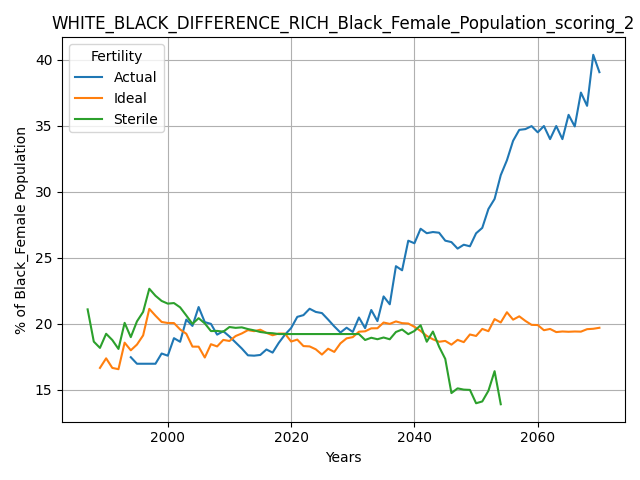 WHITE_BLACK_DIFFERENCE_RICH_Black_Female_Population_scoring_2
Fertility
Actual
Ideal
Sterile
% of Black_Female Population
40
35
30
25
20
15
2000
2020
2040
2060
Years